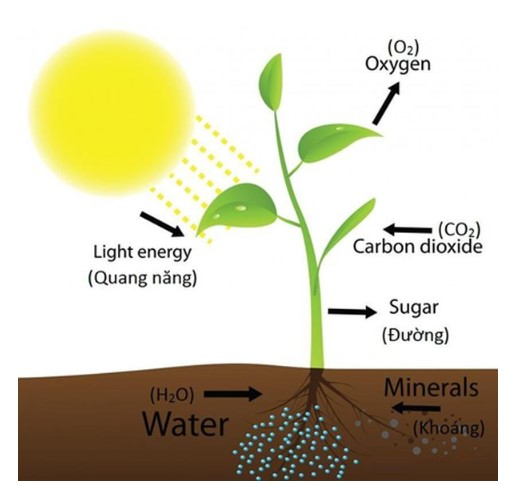 (O₂)
Oxygen
(CO₂)
Carbon dioxide
Light energy
(Quang năng)
Sugar
(Đường)
(H₂O)
Water
Minerals
(Khoáng)